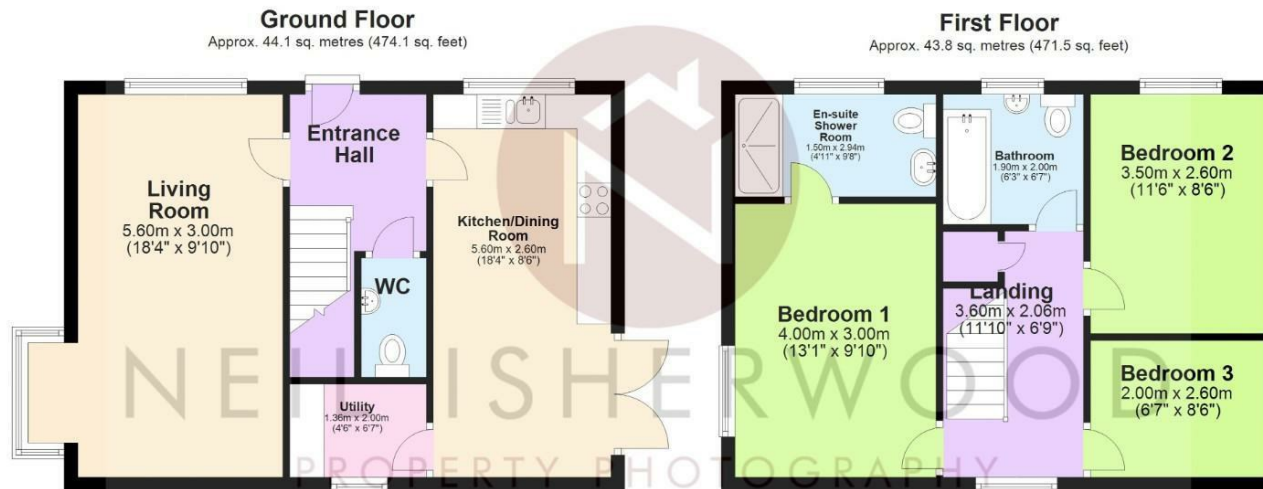 Ground Floor
Approx. 44.1 sq. metres (474.1 sq. feet)
Entrance
Hall
Living
Room
5.60m x 3.00m
(18'4" x 9'10")
Kitchen/Dining
Room
5.60m x 2.60m
(18'4" x 8'6")
WC
Utility
1.36m x 2.00m
(4'6" x 6'7")
First Floor
Approx. 43.8 sq. metres (471.5 sq. feet)
En-suite
Shower
Room
1.50m x 2.94m
(4'11" x 9'8")
Bathroom
1.90m x 2.00m
(6'3" x 6'7")
Bedroom 2
3.50m x 2.60m
(11'6" x 8'6")
Bedroom 1
4.00m x 3.00m
(13'1" x 9'10")
Landing
3.60m x 2.06m
(11'10" x 6'9")
Bedroom 3
2.00m x 2.60m
(6'7" x 8'6")
NEIL ISHERWOOD
PROPERTY PHOTOGRAPHY